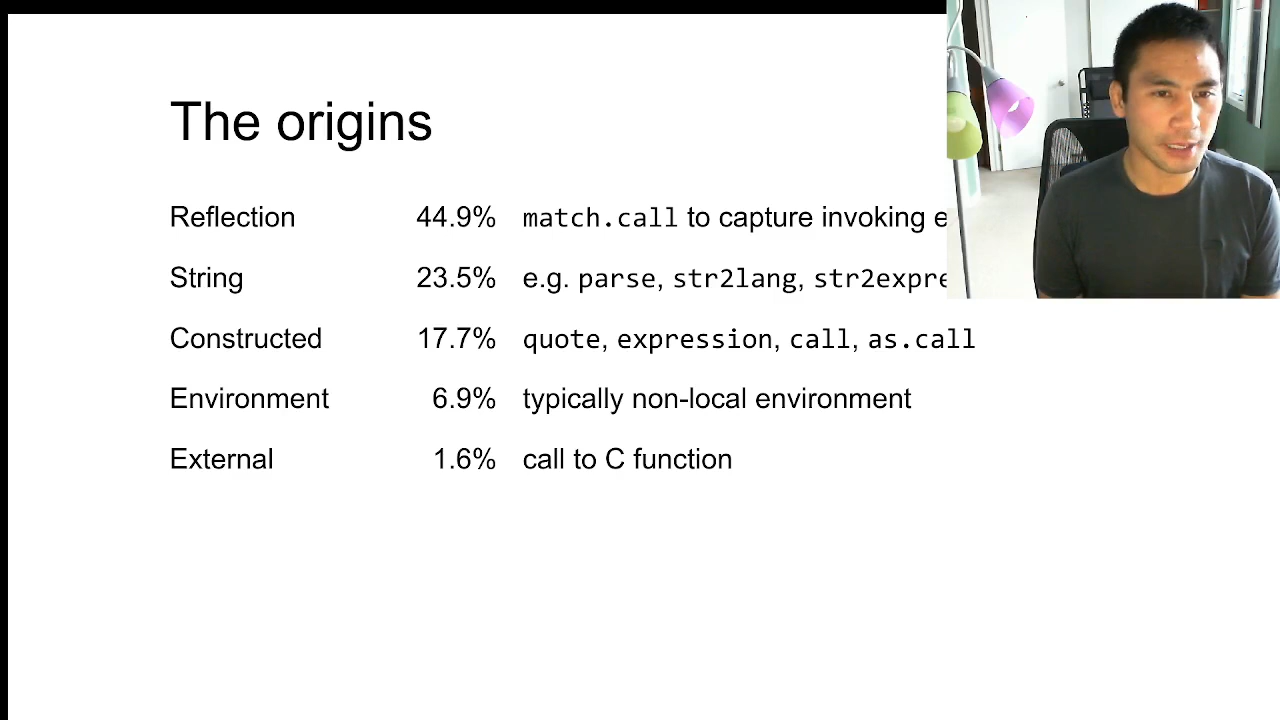 The origins
Reflection 44.9% match.call to capture invoking
String 23.5% e.g. parse, str2lang,
Constructed 17.7% quote, expression, call, as.call
Environment 6.9% typically non-local environment
External 1.6% call to C function